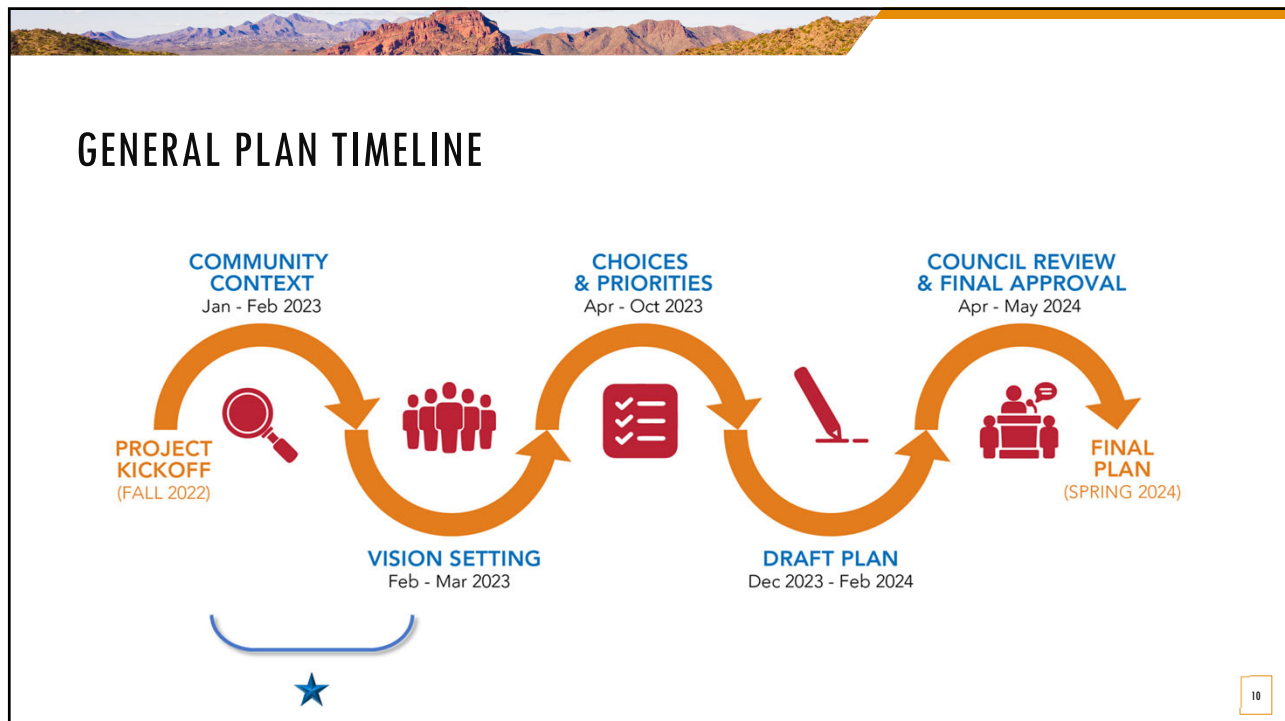 GENERAL PLAN TIMELINE
COMMUNITY
CONTEXT
Jan - Feb 2023
CHOICES
& PRIORITIES
Apr - Oct 2023
COUNCIL REVIEW
& FINAL APPROVAL
Apr - May 2024
PROJECT
KICKOFF
(FALL 2022)
FINAL
PLAN
(SPRING 2024)
VISION SETTING
Feb - Mar 2023
DRAFT PLAN
Dec 2023 - Feb 2024
10